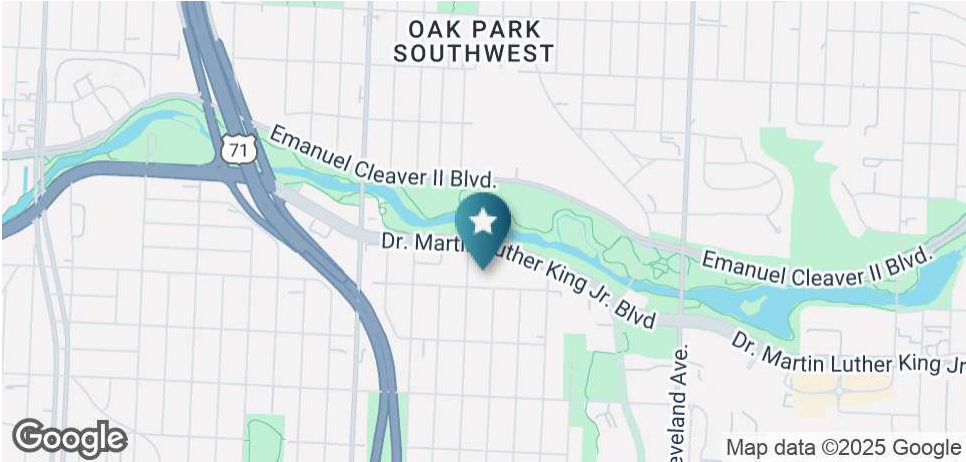 OAK PARK
SOUTHWEST
Emanuel Cleaver II Blvd.
71
Dr. Martin Luther King Jr. Blvd
Emanuel Cleaver II Blvd.
Dr. Martin Luther King Jr
eveland Ave.
Google
Map data ©2025 Google